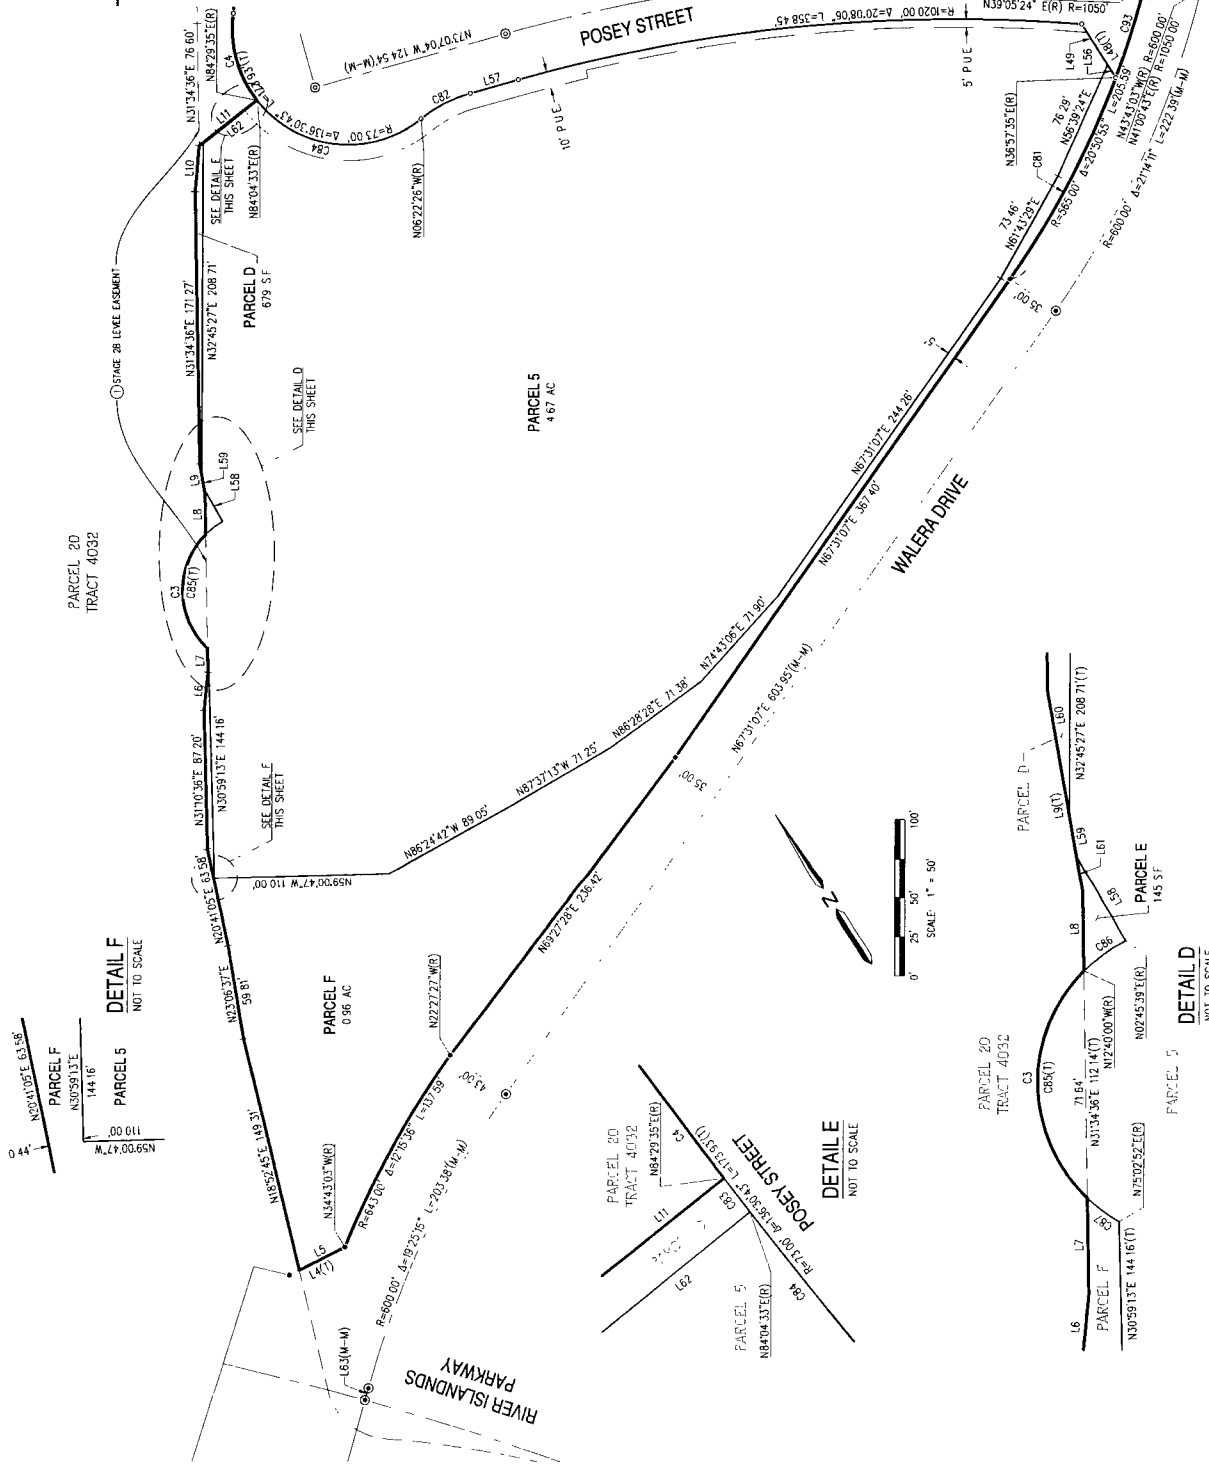 N31°34'36"E 76.60'
N84°29'35"E(R)
C4
L=128.93'(T)
L11
L62
L10
SEE DETAIL E
THIS SHEET
N84°04'33"E(R)
R=73.00' Δ=136°30'43"
C84
C82
L57
N73°07'04"W 124.54'(M-M)
POSEY STREET
R=1020.00' Δ=20°08'06" L=358.45'
10' PUE
5' PUE
N06°22'26"W(R)
N39°05'24" E(R) R=1050'
C93
L49
L56
L48(T)
N36°57'35"E(R)
C81
76.29'
N56°39'24"E
73.46'
N61°43'29"E
R=565.00' Δ=20°50'55" L=205.59'
N43°43'03"W(R) R=600.00'
N41°00'43"E(R) R=1050.00'
R=600.00' Δ=21°14'11" L=222.39'(M-M)
35.00'
5'
1 STAGE 2B LEVEE EASEMENT
N31°34'36"E 171.27'
N32°45'27"E 208.71'
PARCEL D
679 SF
SEE DETAIL D
THIS SHEET
PARCEL 5
4.67 AC
L9
L59
L58
L8
C3
C85(T)
L7
L6
PARCEL 20
TRACT 4032
N67°31'07"E 244.26'
N67°31'07"E 367.40'
WALERA DRIVE
N74°43'06"E 71.90'
N86°28'28"E 71.38'
N87°37'13"W 71.25'
N86°24'42"W 89.05'
N67°31'07"E 603.95'(M-M)
35.00'
N31°10'36"E 87.20'
N30°59'13"E 144.16'
SEE DETAIL F
THIS SHEET
N59°00'47"W 110.00'
N20°41'05"E 63.58'
N23°06'37"E
59.81'
N18°52'45"E 149.31'
PARCEL F
0.96 AC
N69°27'28"E 236.42'
N22°27'27"W(R)
43.00'
R=643.00' Δ=12°15'36" L=137.59'
N34°43'03"W(R)
L5
L4(T)
R=600.00' Δ=19°25'15" L=203.38'(M-M)
L63(M-M)
RIVER ISLANDNDS
PARKWAY
N
0' 25' 50' 100'
SCALE: 1" = 50'
0.44'
N20°41'05"E 63.58'
PARCEL F
N30°59'13"E
144.16'
PARCEL 5
110.00'
N59°00'47"W
DETAIL F
NOT TO SCALE
PARCEL 20
TRACT 4032
N84°29'35"E(R)
C4
L=173.93'(T)
L11
C83
L62
POSEY STREET
R=73.00' Δ=136°30'43"
C84
PARCEL 5
N84°04'33"E(R)
DETAIL E
NOT TO SCALE
PARCEL D
L60
N32°45'27"E 208.71'(T)
L9(T)
L59
L61
L58
PARCEL E
145 SF
L8
C86
N02°45'39"E(R)
N12°40'00"W(R)
PARCEL 20
TRACT 4032
C3
C85(T)
71.64'
N31°34'36"E 112.14'(T)
N75°02'52"E(R)
C87
L7
PARCEL F
L6
N30°59'13"E 144.16'(T)
PARCEL 5
DETAIL D
NOT TO SCALE